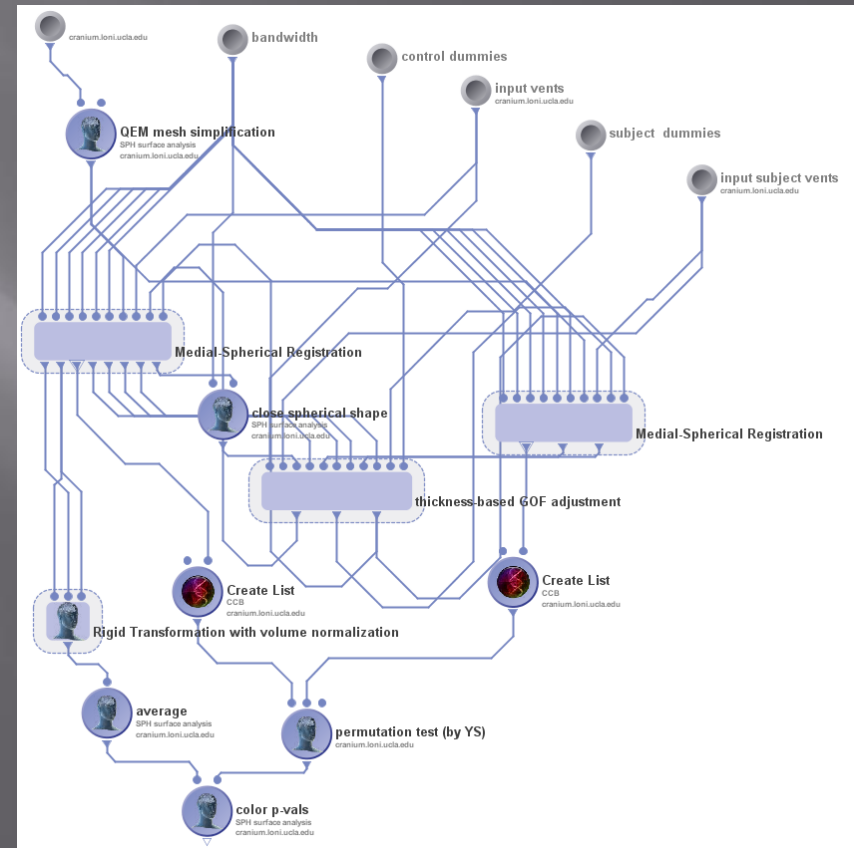 cranium.loni.ucla.edu
bandwidth
control dummies
input vents
cranium.loni.ucla.edu
QEM mesh simplification
SPH surface analysis
cranium.loni.ucla.edu
subject dummies
input subject vents
cranium.loni.ucla.edu
Medial-Spherical Registration
close spherical shape
SPH surface analysis
cranium.loni.ucla.edu
Medial-Spherical Registration
thickness-based GOF adjustment
Create List
CCB
cranium.loni.ucla.edu
Create List
CCB
cranium.loni.ucla.edu
Rigid Transformation with volume normalization
average
SPH surface analysis
cranium.loni.ucla.edu
permutation test (by YS)
cranium.loni.ucla.edu
color p-vals
SPH surface analysis
cranium.loni.ucla.edu